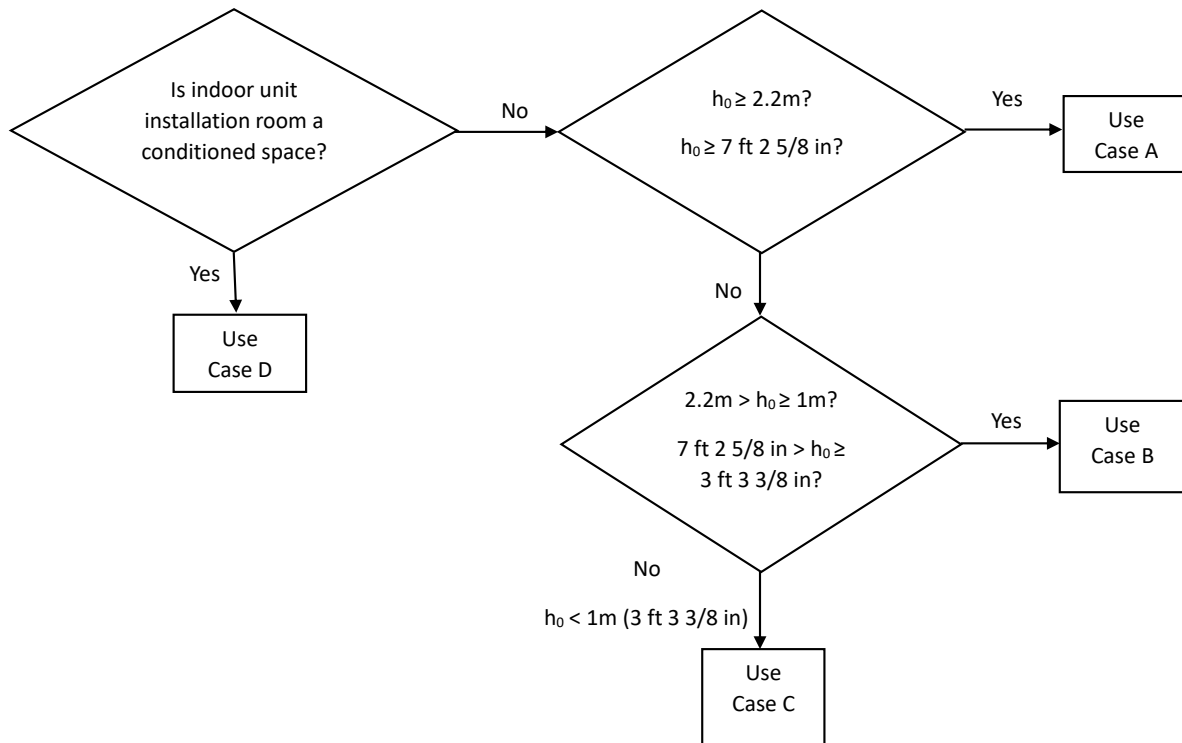 Is indoor unit
installation room a
conditioned space?
No
h₀ ≥ 2.2m?
h₀ ≥ 7 ft 2 5/8 in?
Yes
Use
Case A
Yes
Use
Case D
No
2.2m > h₀ ≥ 1m?
7 ft 2 5/8 in > h₀ ≥
3 ft 3 3/8 in?
Yes
Use
Case B
No
h₀ < 1m (3 ft 3 3/8 in)
Use
Case C